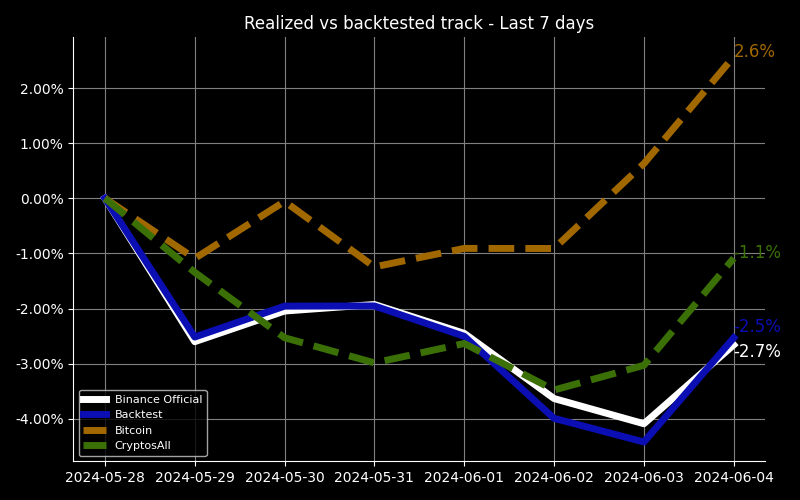 Realized vs backtested track - Last 7 days
2.6%
2.00%
1.00%
0.00%
-1.00%
-1.1%
-2.00%
-2.5%
-2.7%
-3.00%
-4.00%
Binance Official
Backtest
Bitcoin
CryptosAll
2024-05-28 2024-05-29 2024-05-30 2024-05-31 2024-06-01 2024-06-02 2024-06-03 2024-06-04